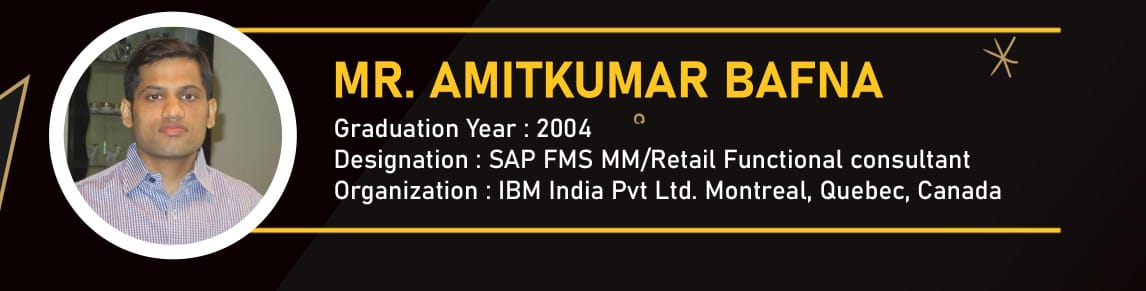 MR. AMITKUMAR BAFNA
Graduation Year : 2004
Designation : SAP FMS MM/Retail Functional consultant
Organization : IBM India Pvt Ltd. Montreal, Quebec, Canada